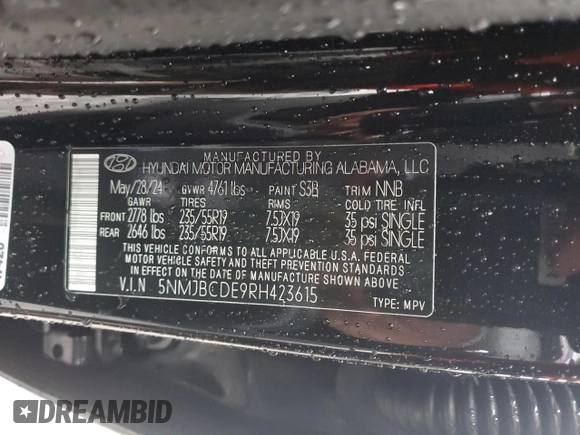 MANUFACTURED BY
HYUNDAI MOTOR MANUFACTURING ALABAMA, LLC
May/28/24 GVWR 4761 lbs PAINT S3B TRIM NNB
GAWR TIRES RIMS COLD TIRE INFL
FRONT 2778 lbs 235/55R19 7.5JX19 35 psi SINGLE
REAR 2646 lbs 235/55R19 7.5JX19 35 psi SINGLE
THIS VEHICLE CONFORMS TO ALL APPLICABLE U.S.A. FEDERAL
MOTOR VEHICLE SAFETY AND THEFT PREVENTION STANDARDS
IN EFFECT ON THE DATE OF MANUFACTURE SHOWN ABOVE.
V.I.N 5NMJBCDE9RH423615
TYPE: MPV
DREAMBID